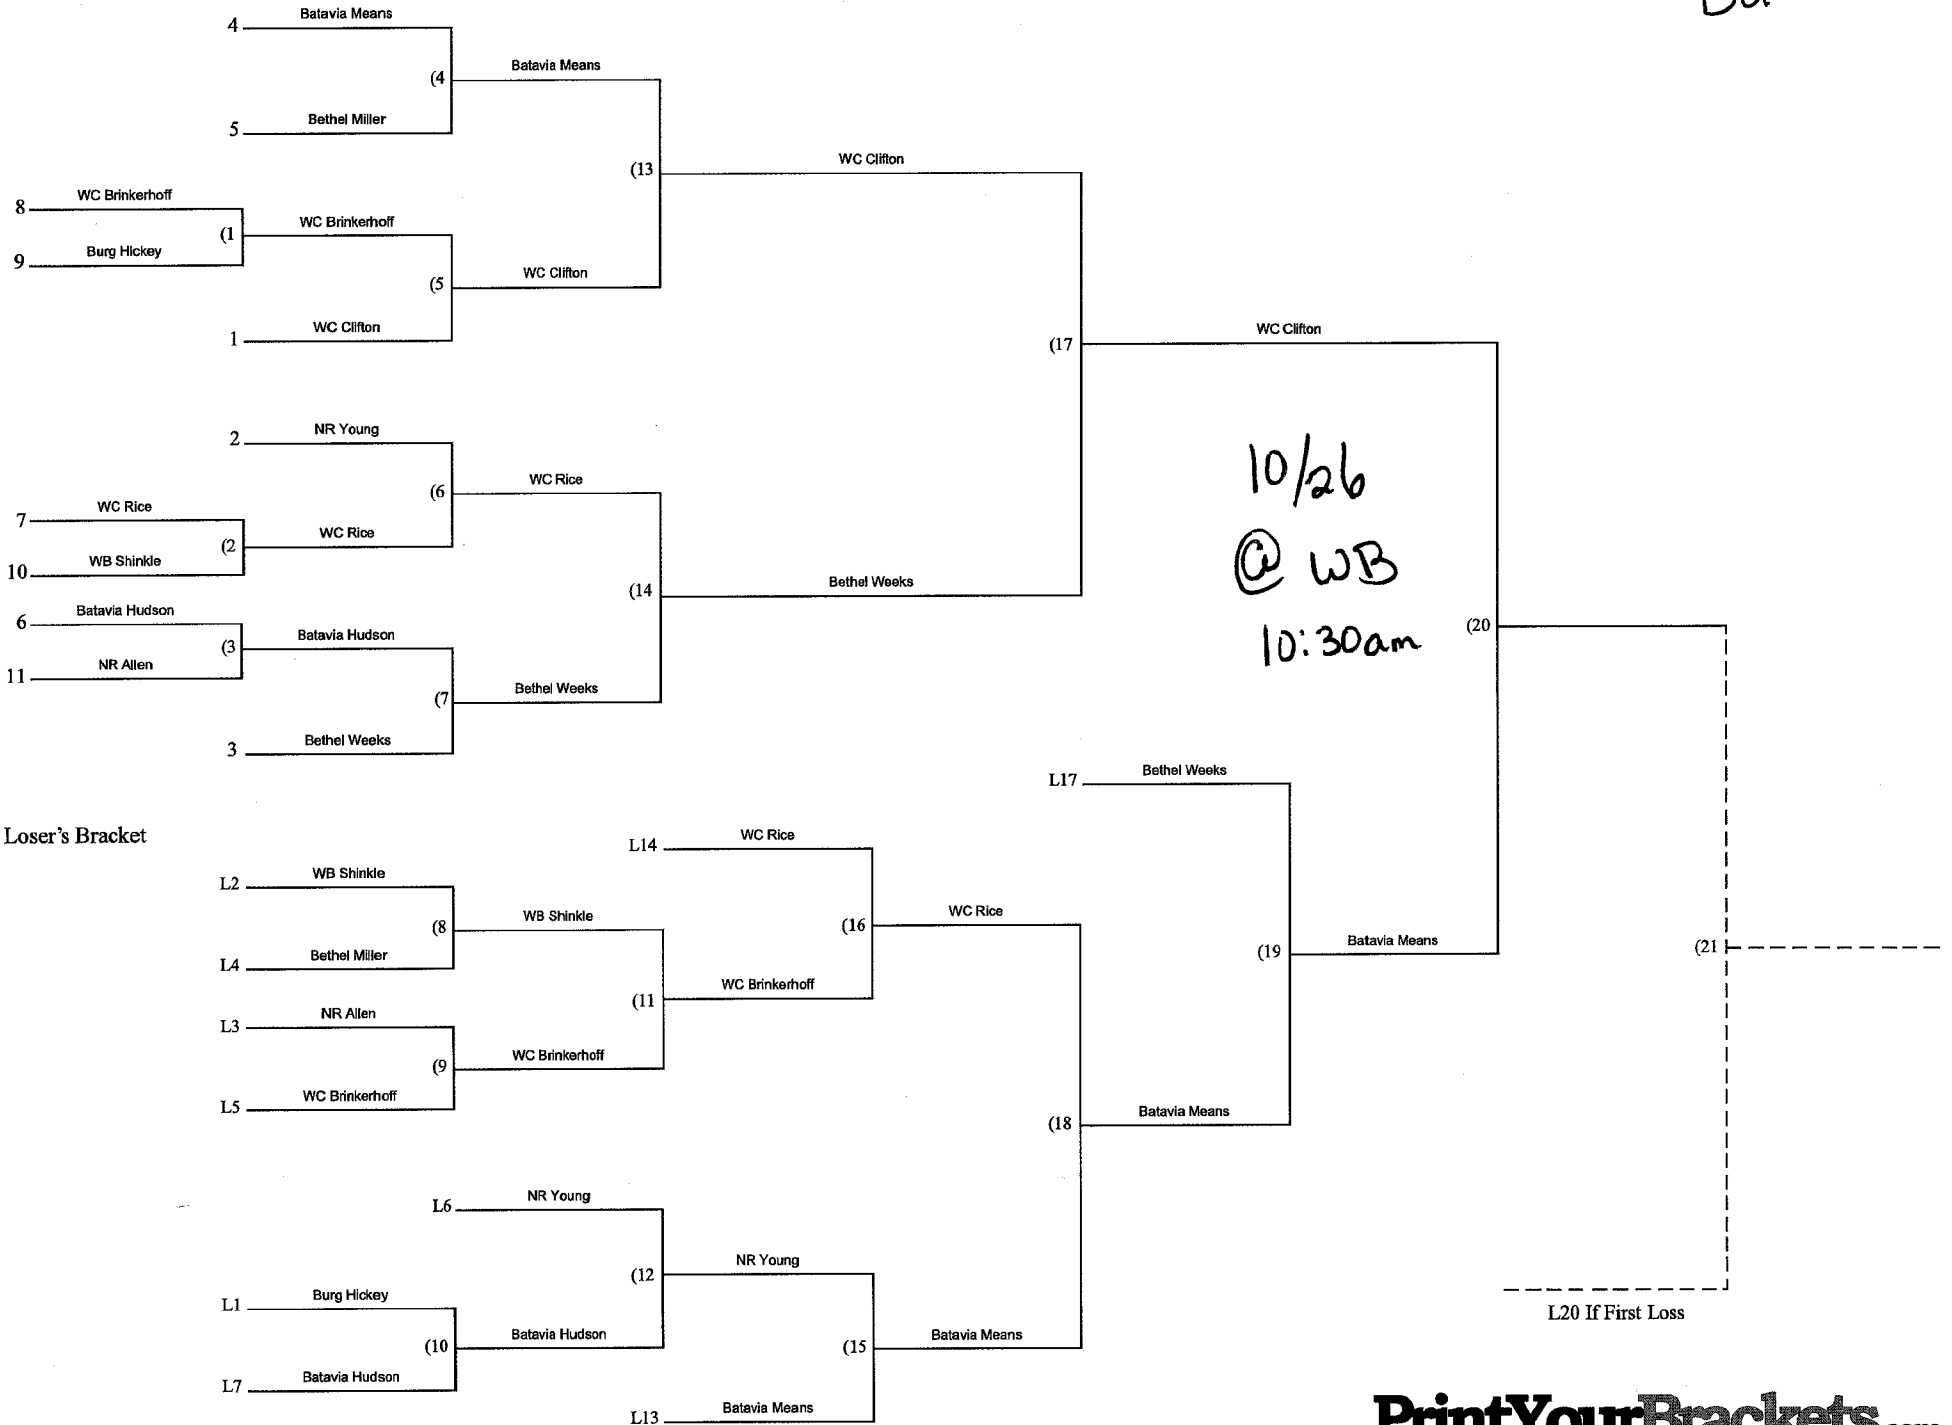 4 Batavia Means
(4 Batavia Means
5 Bethel Miller
(13 WC Clifton
8 WC Brinkerhoff
(1 WC Brinkerhoff
9 Burg Hickey
(5 WC Clifton
1 WC Clifton
(17 WC Clifton
2 NR Young
(6 WC Rice
7 WC Rice
(2 WC Rice
10 WB Shinkle
(14 Bethel Weeks
6 Batavia Hudson
(3 Batavia Hudson
11 NR Allen
(7 Bethel Weeks
3 Bethel Weeks
10/26
@ WB
10:30am
(20
Loser's Bracket
L17 Bethel Weeks
L14 WC Rice
L2 WB Shinkle
(8 WB Shinkle
L4 Bethel Miller
(16 WC Rice
(11 WC Brinkerhoff
L3 NR Allen
(9 WC Brinkerhoff
L5 WC Brinkerhoff
(19 Batavia Means
(21
(18 Batavia Means
L6 NR Young
(12 NR Young
L1 Burg Hickey
(10 Batavia Hudson
L7 Batavia Hudson
(15 Batavia Means
L13 Batavia Means
L20 If First Loss
PrintYourBrackets